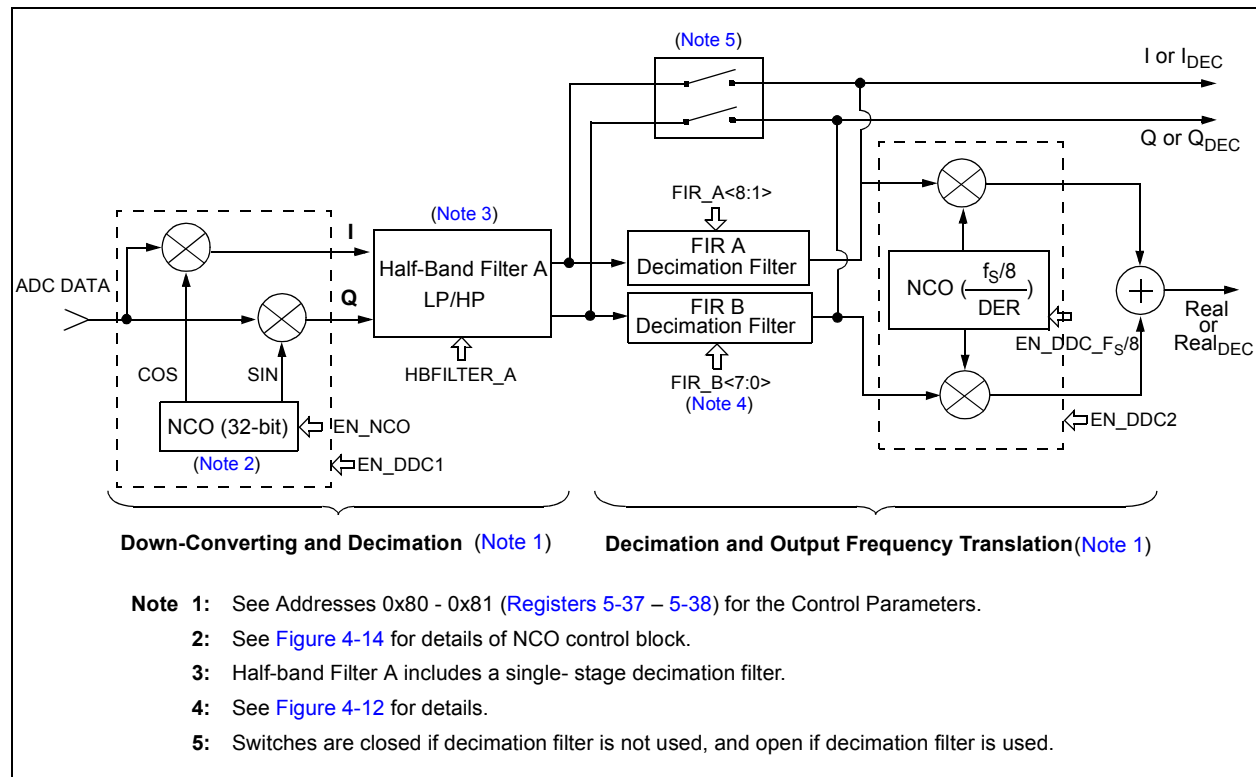 (Note 5)
I or IDEC
Q or QDEC
FIR_A<8:1>
(Note 3)
I
FIR A
Decimation Filter
ADC DATA
Half-Band Filter A
LP/HP
NCO (fS/8
DER)
Q
FIR B
Decimation Filter
Real
or
RealDEC
EN_DDC_FS/8
COS
SIN
HBFILTER_A
FIR_B<7:0>
(Note 4)
NCO (32-bit)
EN_NCO
EN_DDC2
(Note 2)
EN_DDC1
Down-Converting and Decimation (Note 1)
Decimation and Output Frequency Translation(Note 1)
Note 1: See Addresses 0x80 - 0x81 (Registers 5-37 – 5-38) for the Control Parameters.
2: See Figure 4-14 for details of NCO control block.
3: Half-band Filter A includes a single- stage decimation filter.
4: See Figure 4-12 for details.
5: Switches are closed if decimation filter is not used, and open if decimation filter is used.